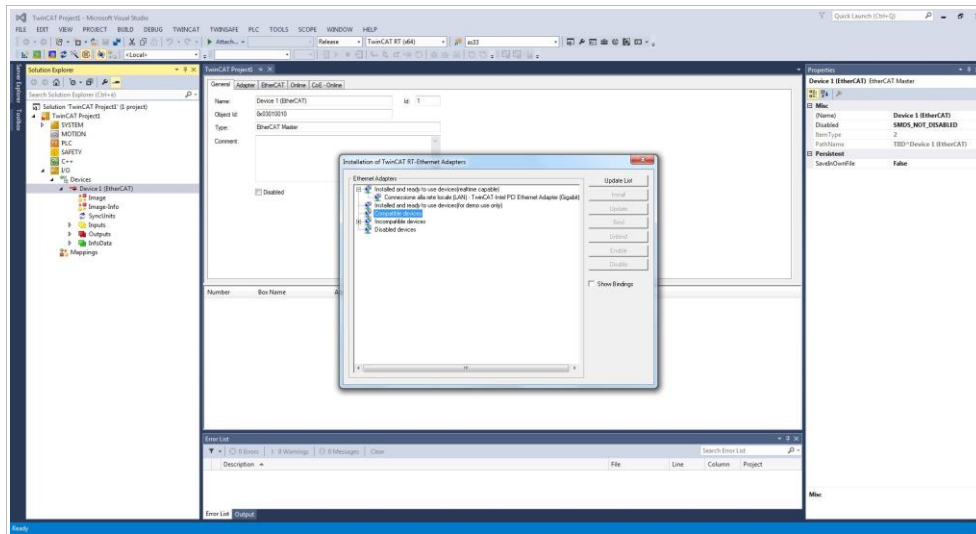 TwinCAT Project1 - Microsoft Visual Studio
Quick Launch (Ctrl+Q)
FILE EDIT VIEW PROJECT BUILD DEBUG TWINCAT TWINSAFE PLC TOOLS SCOPE WINDOW HELP
Attach... Release TwinCAT RT (x64) as33
<Local>
Server Explorer
Toolbox
Solution Explorer
Search Solution Explorer (Ctrl+è)
Solution 'TwinCAT Project1' (1 project)
TwinCAT Project1
SYSTEM
MOTION
PLC
SAFETY
C++
I/O
Devices
Device 1 (EtherCAT)
Image
Image-Info
SyncUnits
Inputs
Outputs
InfoData
Mappings
TwinCAT Project1
General Adapter EtherCAT Online CoE - Online
Name: Device 1 (EtherCAT) Id: 1
Object Id: 0x03010010
Type: EtherCAT Master
Comment:
Disabled
Number Box Name
Installation of TwinCAT RT-Ethernet Adapters
Ethernet Adapters
Installed and ready to use devices(realtime capable)
Connessione alla rete locale (LAN) - TwinCAT-Intel PCI Ethernet Adapter (Gigabit)
Installed and ready to use devices(for demo use only)
Compatible devices
Incompatible devices
Disabled devices
Update List
Install
Update
Bind
Unbind
Enable
Disable
Show Bindings
Error List
0 Errors 0 Warnings 0 Messages Clear
Search Error List
Description File Line Column Project
Error List Output
Properties
Device 1 (EtherCAT) EtherCAT Master
Misc
(Name) Device 1 (EtherCAT)
Disabled SMDS_NOT_DISABLED
ItemType 2
PathName TIID^Device 1 (EtherCAT)
Persistent
SaveInOwnFile False
Misc
Ready